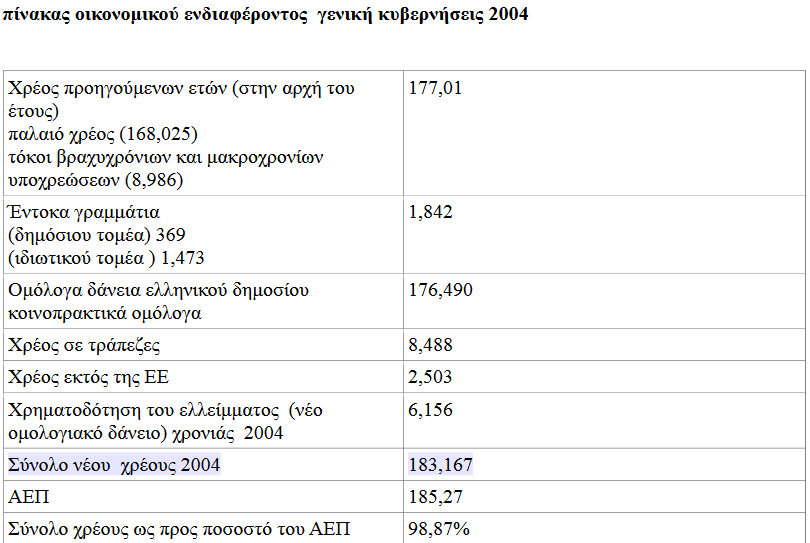 πίνακας οικονομικού ενδιαφέροντος γενική κυβερνήσεις 2004
Χρέος προηγούμενων ετών (στην αρχή του
έτους)
παλαιό χρέος (168,025)
τόκοι βραχυχρόνιων και μακροχρονίων
υποχρεώσεων (8,986)
177,01
Έντοκα γραμμάτια
(δημόσιου τομέα) 369
(ιδιωτικού τομέα ) 1,473
1,842
Ομόλογα δάνεια ελληνικού δημοσίου
κοινοπρακτικά ομόλογα
176,490
Χρέος σε τράπεζες
8,488
Χρέος εκτός της ΕΕ
2,503
Χρηματοδότηση του ελλείμματος (νέο
ομολογιακό δάνειο) χρονιάς 2004
6,156
Σύνολο νέου χρέους 2004
183,167
ΑΕΠ
185,27
Σύνολο χρέους ως προς ποσοστό του ΑΕΠ
98,87%